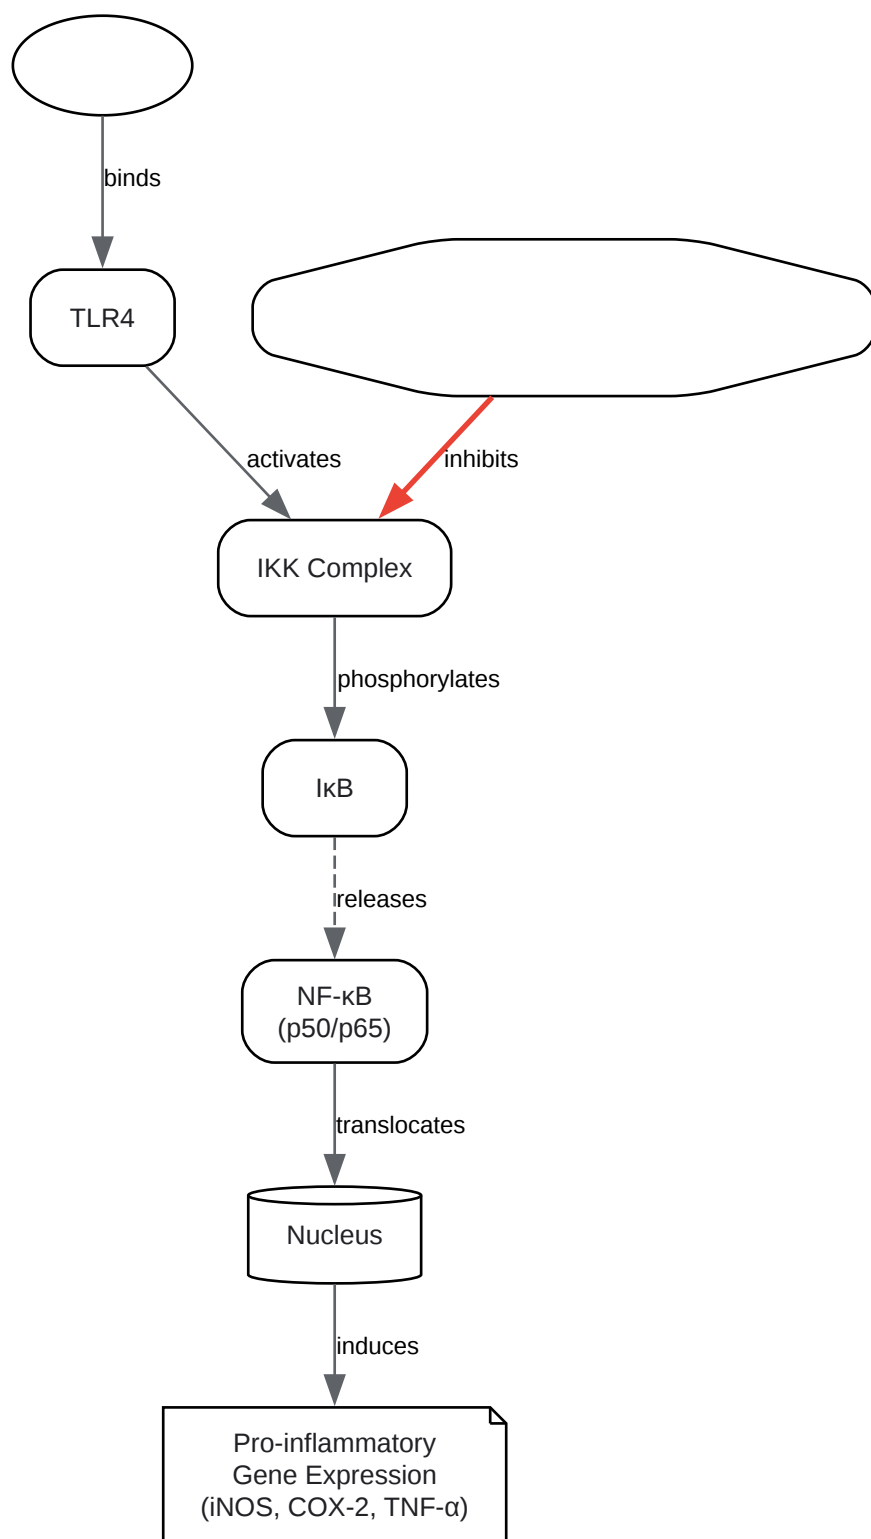 binds
TLR4
activates
inhibits
IKK Complex
phosphorylates
IκB
releases
NF-κB
(p50/p65)
translocates
Nucleus
induces
Pro-inflammatory
Gene Expression
(iNOS, COX-2, TNF-α)